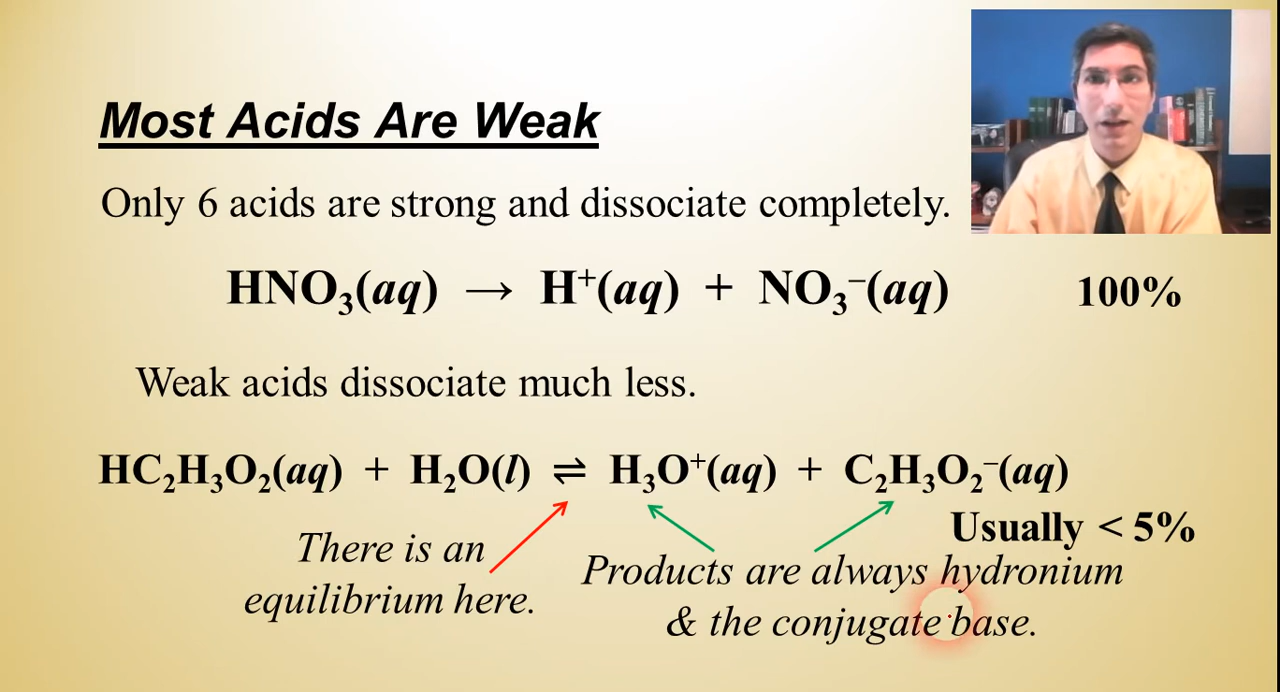 Most Acids Are Weak
Only 6 acids are strong and dissociate completely.
HNO₃(aq) → H⁺(aq) + NO₃⁻(aq) 100%
Weak acids dissociate much less.
HC₂H₃O₂(aq) + H₂O(l) ⇌ H₃O⁺(aq) + C₂H₃O₂⁻(aq)
Usually < 5%
There is an
equilibrium here.
Products are always hydronium
& the conjugate base.